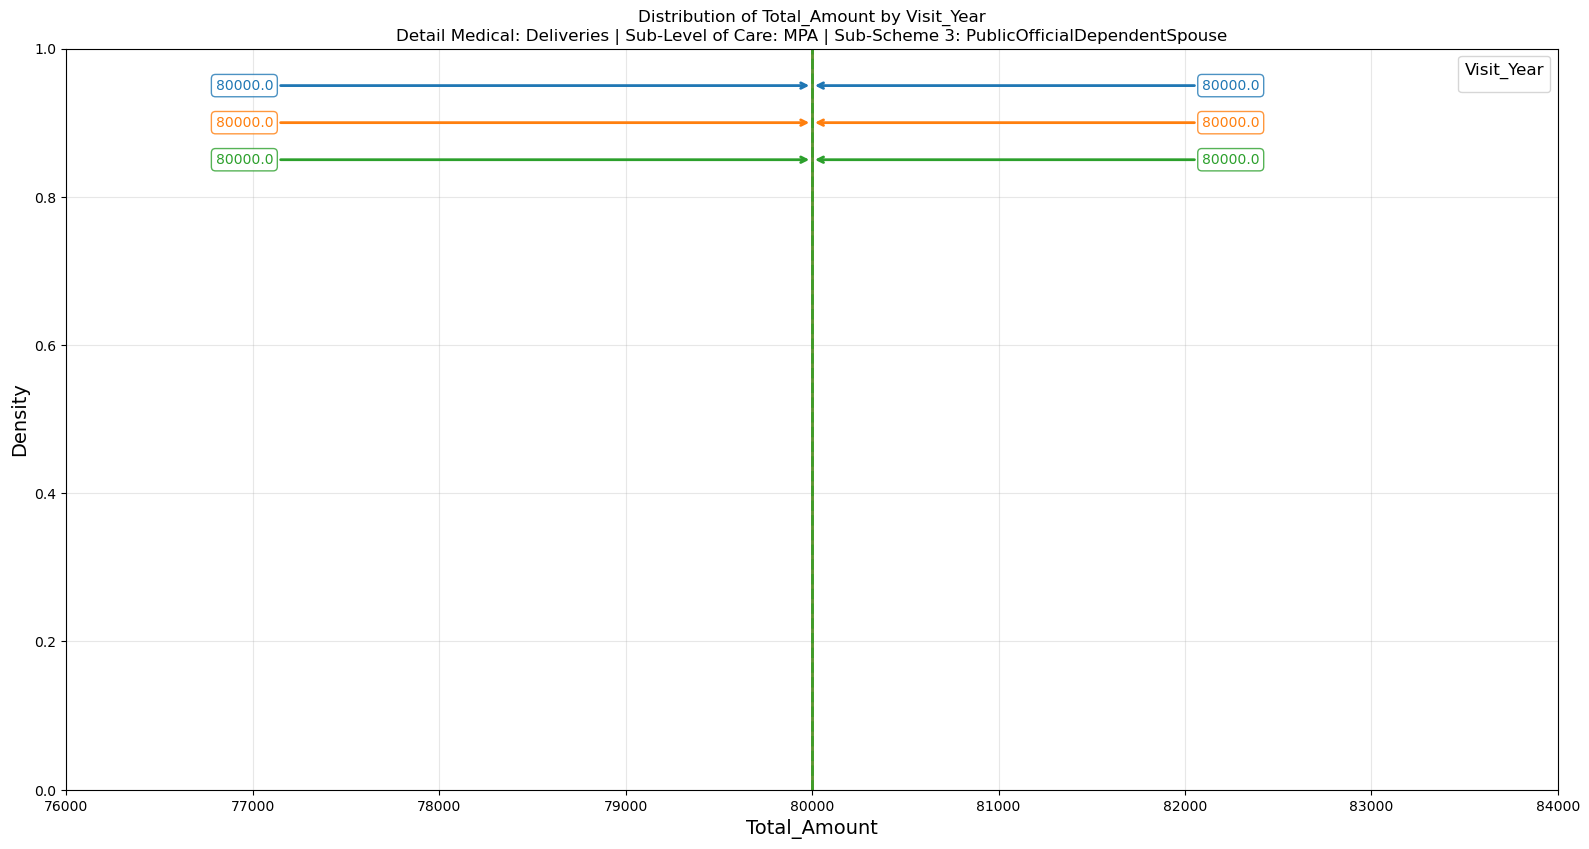 Distribution of Total_Amount by Visit_Year
Detail Medical: Deliveries | Sub-Level of Care: MPA | Sub-Scheme 3: PublicOfficialDependentSpouse
1.0
Visit_Year
80000.0 80000.0
80000.0 80000.0
80000.0 80000.0
0.8
0.6
Density
0.4
0.2
0.0
76000 77000 78000 79000 80000 81000 82000 83000 84000
Total_Amount